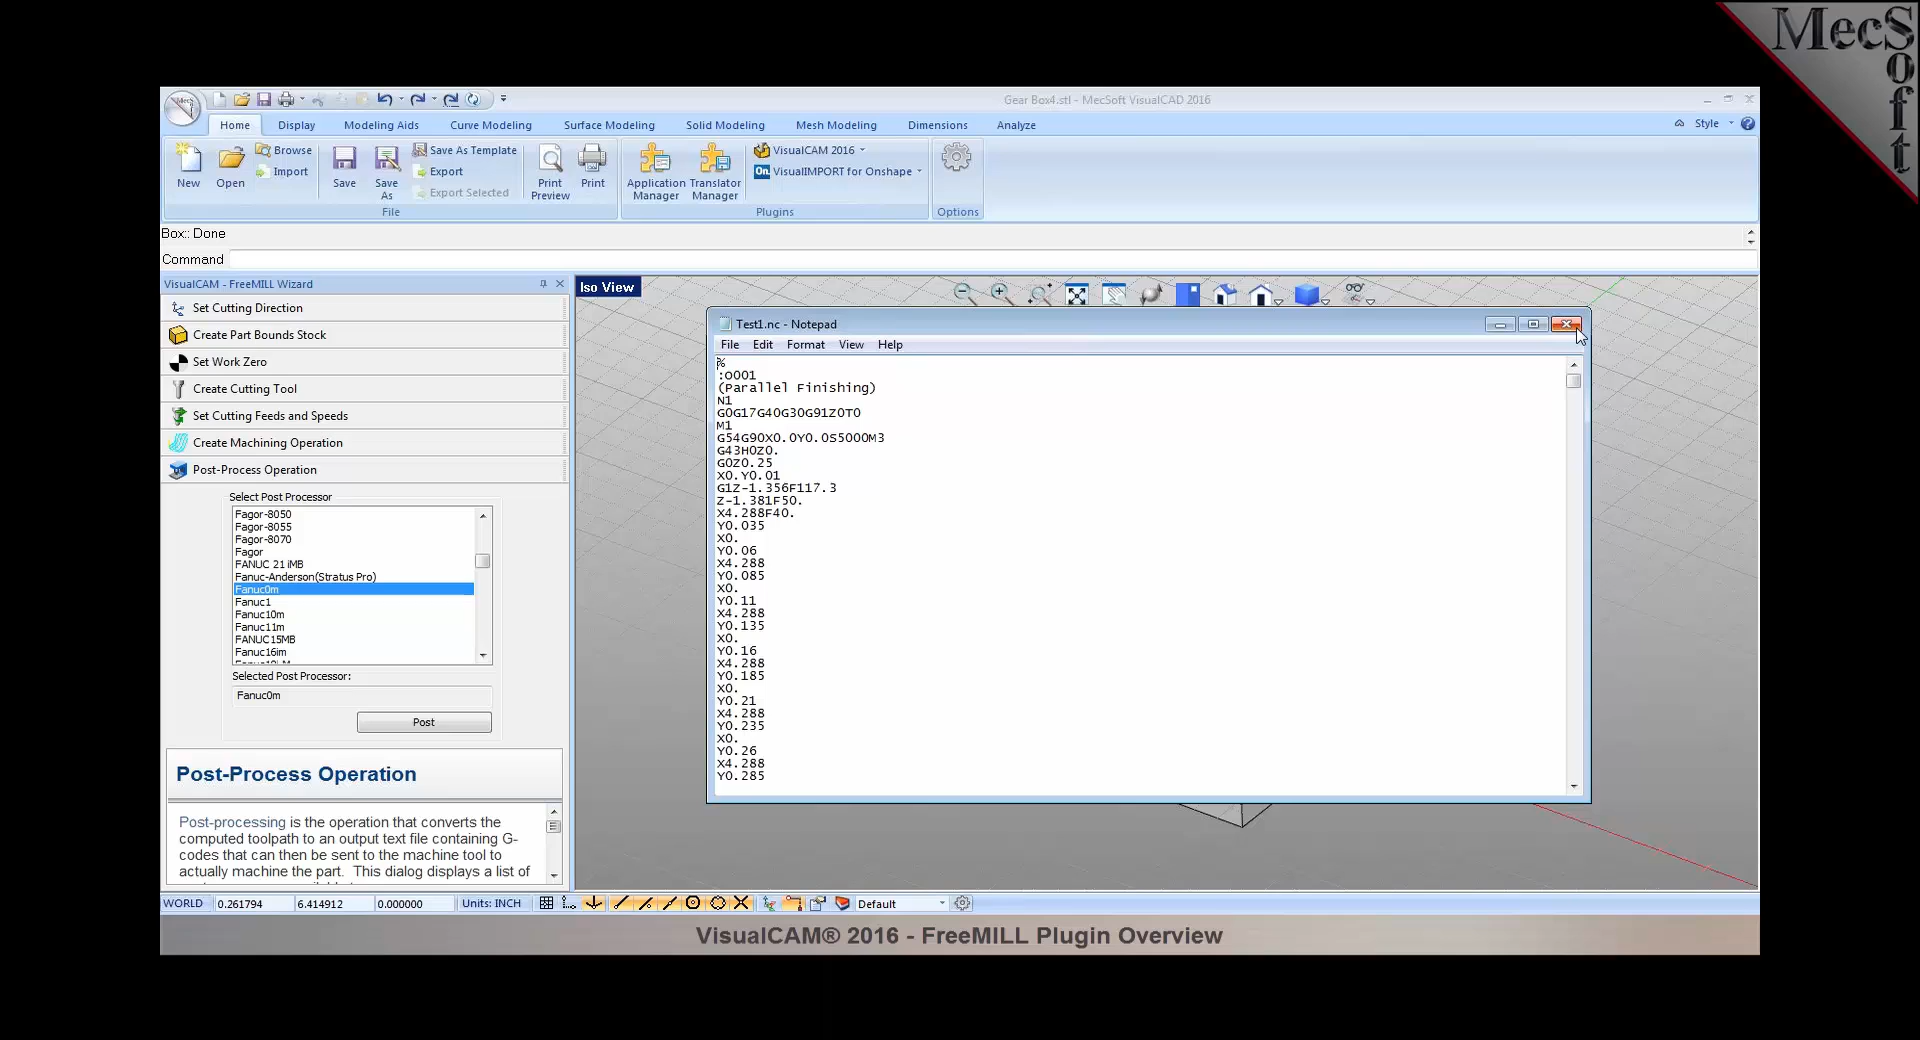 MecSoft
Gear Box4.stl - MecSoft VisualCAD 2016
Home Display Modeling Aids Curve Modeling Surface Modeling Solid Modeling Mesh Modeling Dimensions Analyze
Style
New
Open
Browse
Import
Save
Save As
Save As Template
Export
Export Selected
Print Preview
Print
File
Application Manager
Translator Manager
VisualCAM 2016
VisualIMPORT for Onshape
Plugins
Options
Box:: Done
Command
VisualCAM - FreeMILL Wizard
Set Cutting Direction
Create Part Bounds Stock
Set Work Zero
Create Cutting Tool
Set Cutting Feeds and Speeds
Create Machining Operation
Post-Process Operation
Select Post Processor
Fagor-8050
Fagor-8055
Fagor-8070
Fagor
FANUC 21 iMB
Fanuc-Anderson(Stratus Pro)
Fanuc0m
Fanuc1
Fanuc10m
Fanuc11m
FANUC15MB
Fanuc16im
Selected Post Processor:
Fanuc0m
Post
Post-Process Operation
Post-processing is the operation that converts the
computed toolpath to an output text file containing G-
codes that can then be sent to the machine tool to
actually machine the part. This dialog displays a list of
Iso View
Test1.nc - Notepad
File Edit Format View Help
%
:O001
(Parallel Finishing)
N1
G0G17G40G30G91Z0T0
M1
G54G90X0.0Y0.0S5000M3
G43H0Z0.
G0Z0.25
X0.Y0.01
G1Z-1.356F117.3
Z-1.381F50.
X4.288F40.
Y0.035
X0.
Y0.06
X4.288
Y0.085
X0.
Y0.11
X4.288
Y0.135
X0.
Y0.16
X4.288
Y0.185
X0.
Y0.21
X4.288
Y0.235
X0.
Y0.26
X4.288
Y0.285
WORLD 0.261794 6.414912 0.000000 Units: INCH Default
VisualCAM® 2016 - FreeMILL Plugin Overview